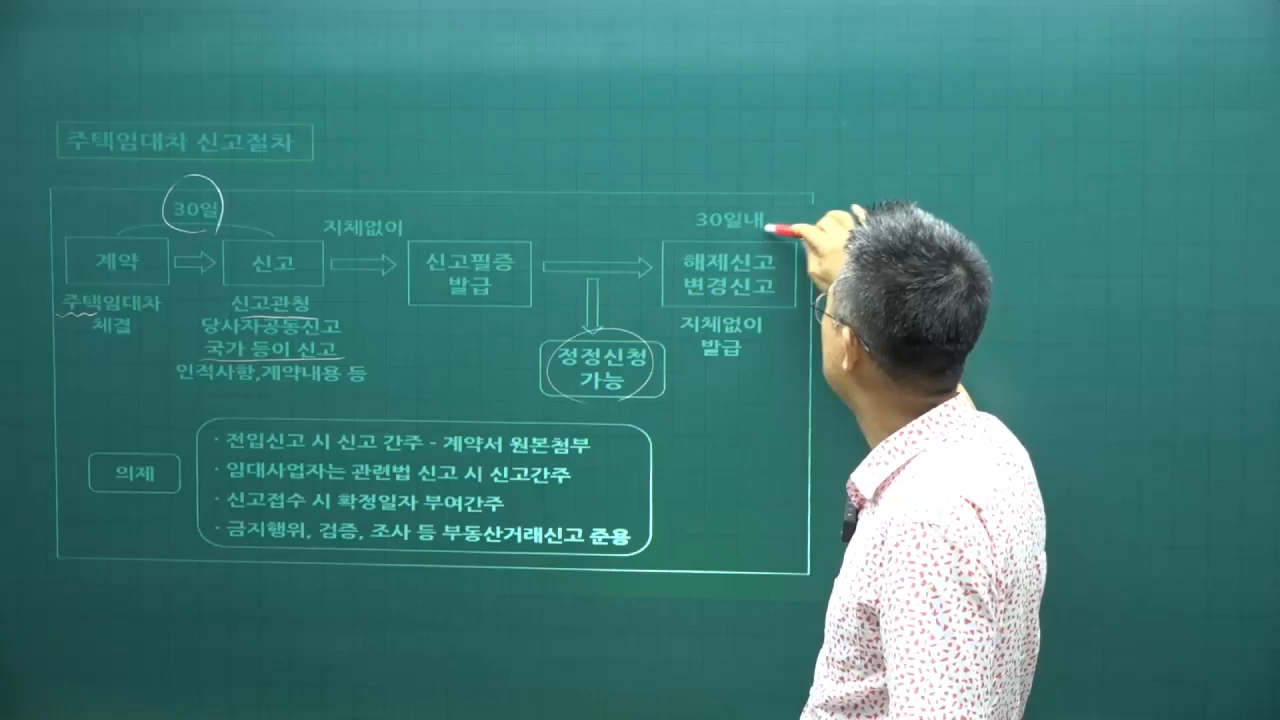 주택임대차 신고절차
30일
지체없이
30일내
계약
신고
신고필증
발급
해제신고
변경신고
주택임대차
체결
신고관청
당사자공동신고
국가 등이 신고
인적사항,계약내용 등
지체없이
발급
정정신청
가능
의제
· 전입신고 시 신고 간주 - 계약서 원본첨부
· 임대사업자는 관련법 신고 시 신고간주
· 신고접수 시 확정일자 부여간주
· 금지행위, 검증, 조사 등 부동산거래신고 준용